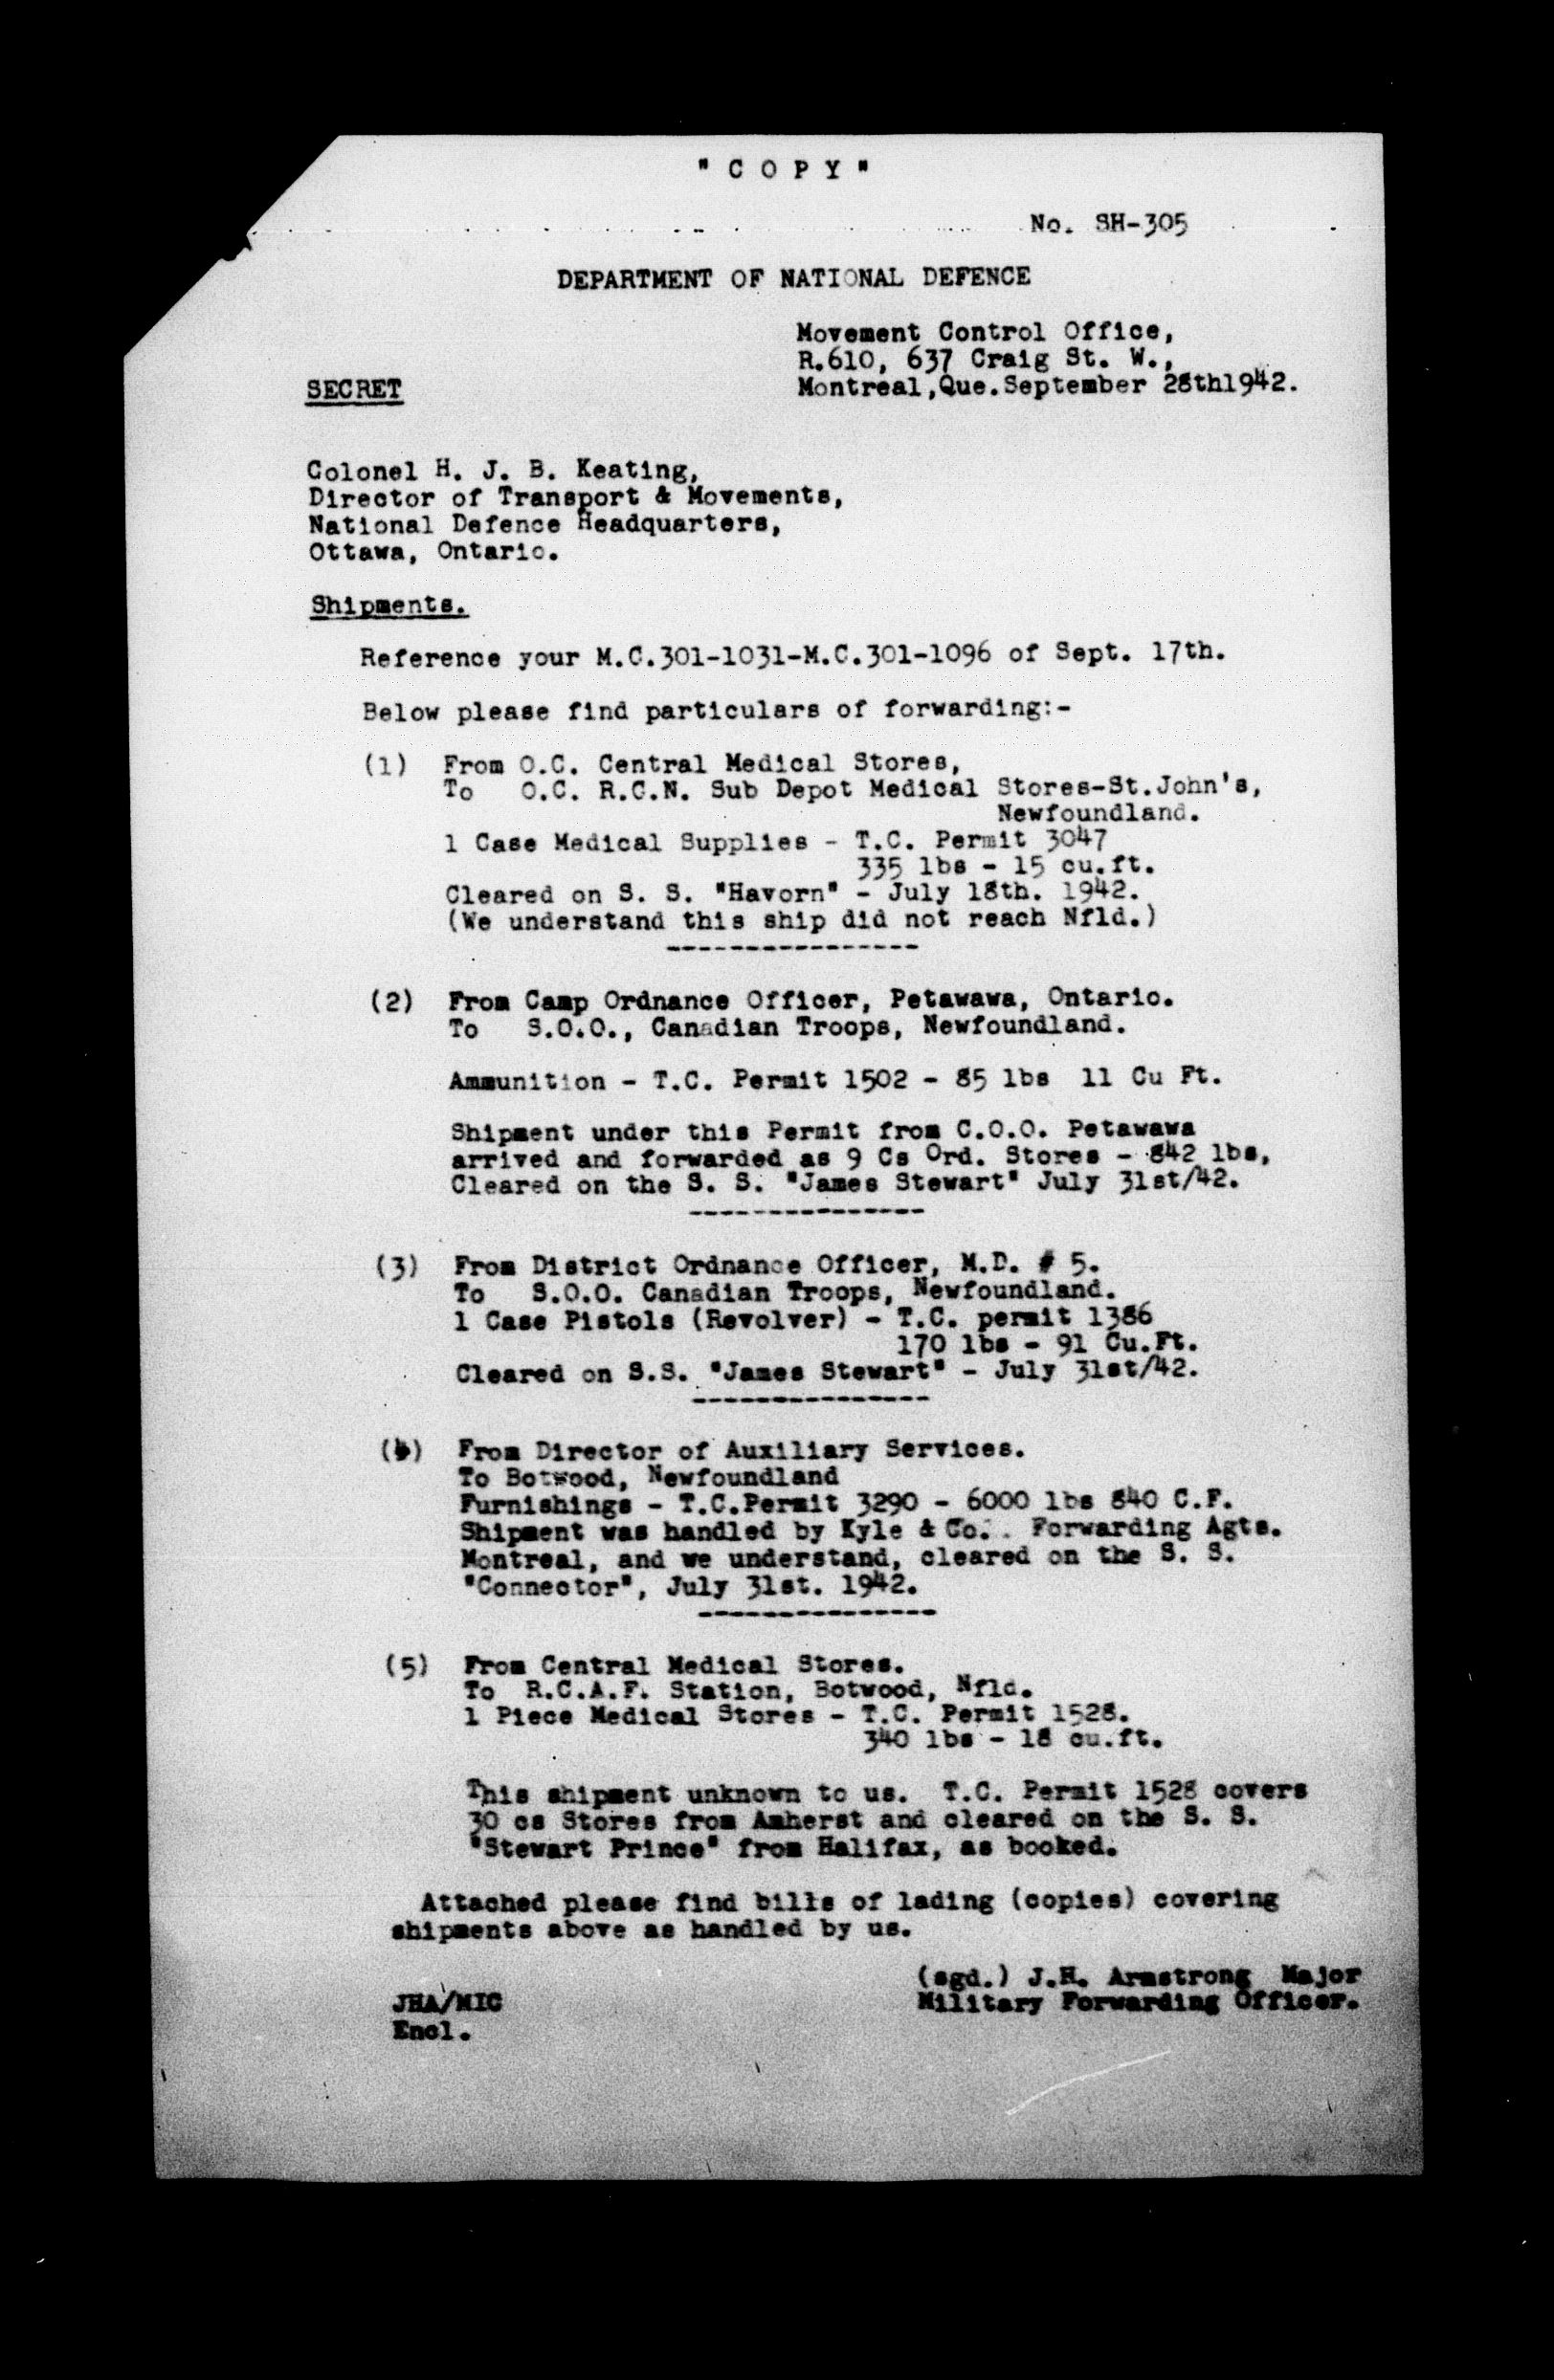 " C O P Y "
No. SH-305
DEPARTMENT OF NATIONAL DEFENCE
Movement Control Office,
R.610, 637 Craig St. W.,
SECRET
Montreal,Que.September 28th1942.
Colonel H. J. B. Keating,
Director of Transport & Movements,
National Defence Headquarters,
Ottawa, Ontario.
Shipments.
Reference your M.C.301-1031-M.C.301-1096 of Sept. 17th.
Below please find particulars of forwarding:-
(1) From O.C. Central Medical Stores,
To O.C. R.C.N. Sub Depot Medical Stores-St.John's,
Newfoundland.
1 Case Medical Supplies - T.C. Permit 3047
335 lbs - 15 cu.ft.
Cleared on S. S. "Havorn" - July 18th. 1942.
(We understand this ship did not reach Nfld.)
----------------
(2) From Camp Ordnance Officer, Petawawa, Ontario.
To S.O.O., Canadian Troops, Newfoundland.
Ammunition - T.C. Permit 1502 - 85 lbs 11 Cu Ft.
Shipment under this Permit from C.O.O. Petawawa
arrived and forwarded as 9 Cs Ord. Stores - 842 lbs,
Cleared on the S. S. "James Stewart" July 31st/42.
---------------
(3) From District Ordnance Officer, M.D. # 5.
To S.O.O. Canadian Troops, Newfoundland.
1 Case Pistols (Revolver) - T.C. permit 1386
170 lbs - 91 Cu.Ft.
Cleared on S.S. "James Stewart" - July 31st/42.
---------------
(4) From Director of Auxiliary Services.
To Botwood, Newfoundland
Furnishings - T.C.Permit 3290 - 6000 lbs 840 C.F.
Shipment was handled by Kyle & Co. . Forwarding Agts.
Montreal, and we understand, cleared on the S. S.
"Connector", July 31st. 1942.
---------------
(5) From Central Medical Stores.
To R.C.A.F. Station, Botwood, Nfld.
1 Piece Medical Stores - T.C. Permit 1528.
340 lbs - 18 cu.ft.
This shipment unknown to us. T.C. Permit 1528 covers
30 cs Stores from Amherst and cleared on the S. S.
"Stewart Prince" from Halifax, as booked.
Attached please find bills of lading (copies) covering
shipments above as handled by us.
(sgd.) J.H. Armstrong Major
JHA/MIC
Military Forwarding Officer.
Encl.